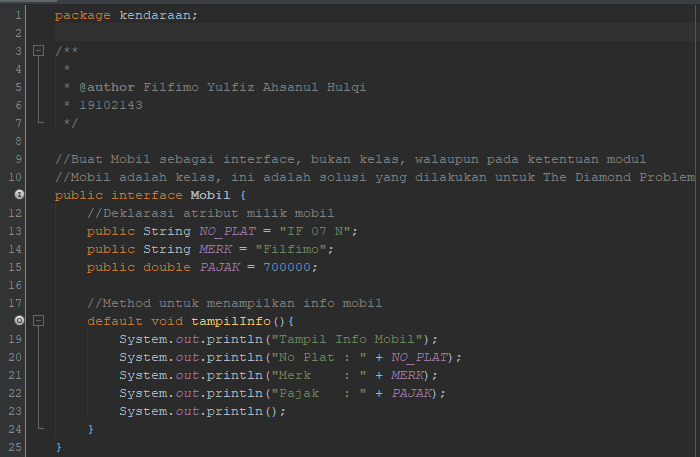 1 package kendaraan;
2
3 /**
4 *
5 * @author Filfimo Yulfiz Ahsanul Hulqi
6 * 19102143
7 */
8
9 //Buat Mobil sebagai interface, bukan kelas, walaupun pada ketentuan modul
10 //Mobil adalah kelas, ini adalah solusi yang dilakukan untuk The Diamond Problem
public interface Mobil {
12 //Deklarasi atribut milik mobil
13 public String NO_PLAT = "IF 07 N";
14 public String MERK = "Filfimo";
15 public double PAJAK = 700000;
16
17 //Method untuk menampilkan info mobil
default void tampilInfo(){
19 System.out.println("Tampil Info Mobil");
20 System.out.println("No Plat : " + NO_PLAT);
21 System.out.println("Merk    : " + MERK);
22 System.out.println("Pajak   : " + PAJAK);
23 System.out.println();
24 }
25 }